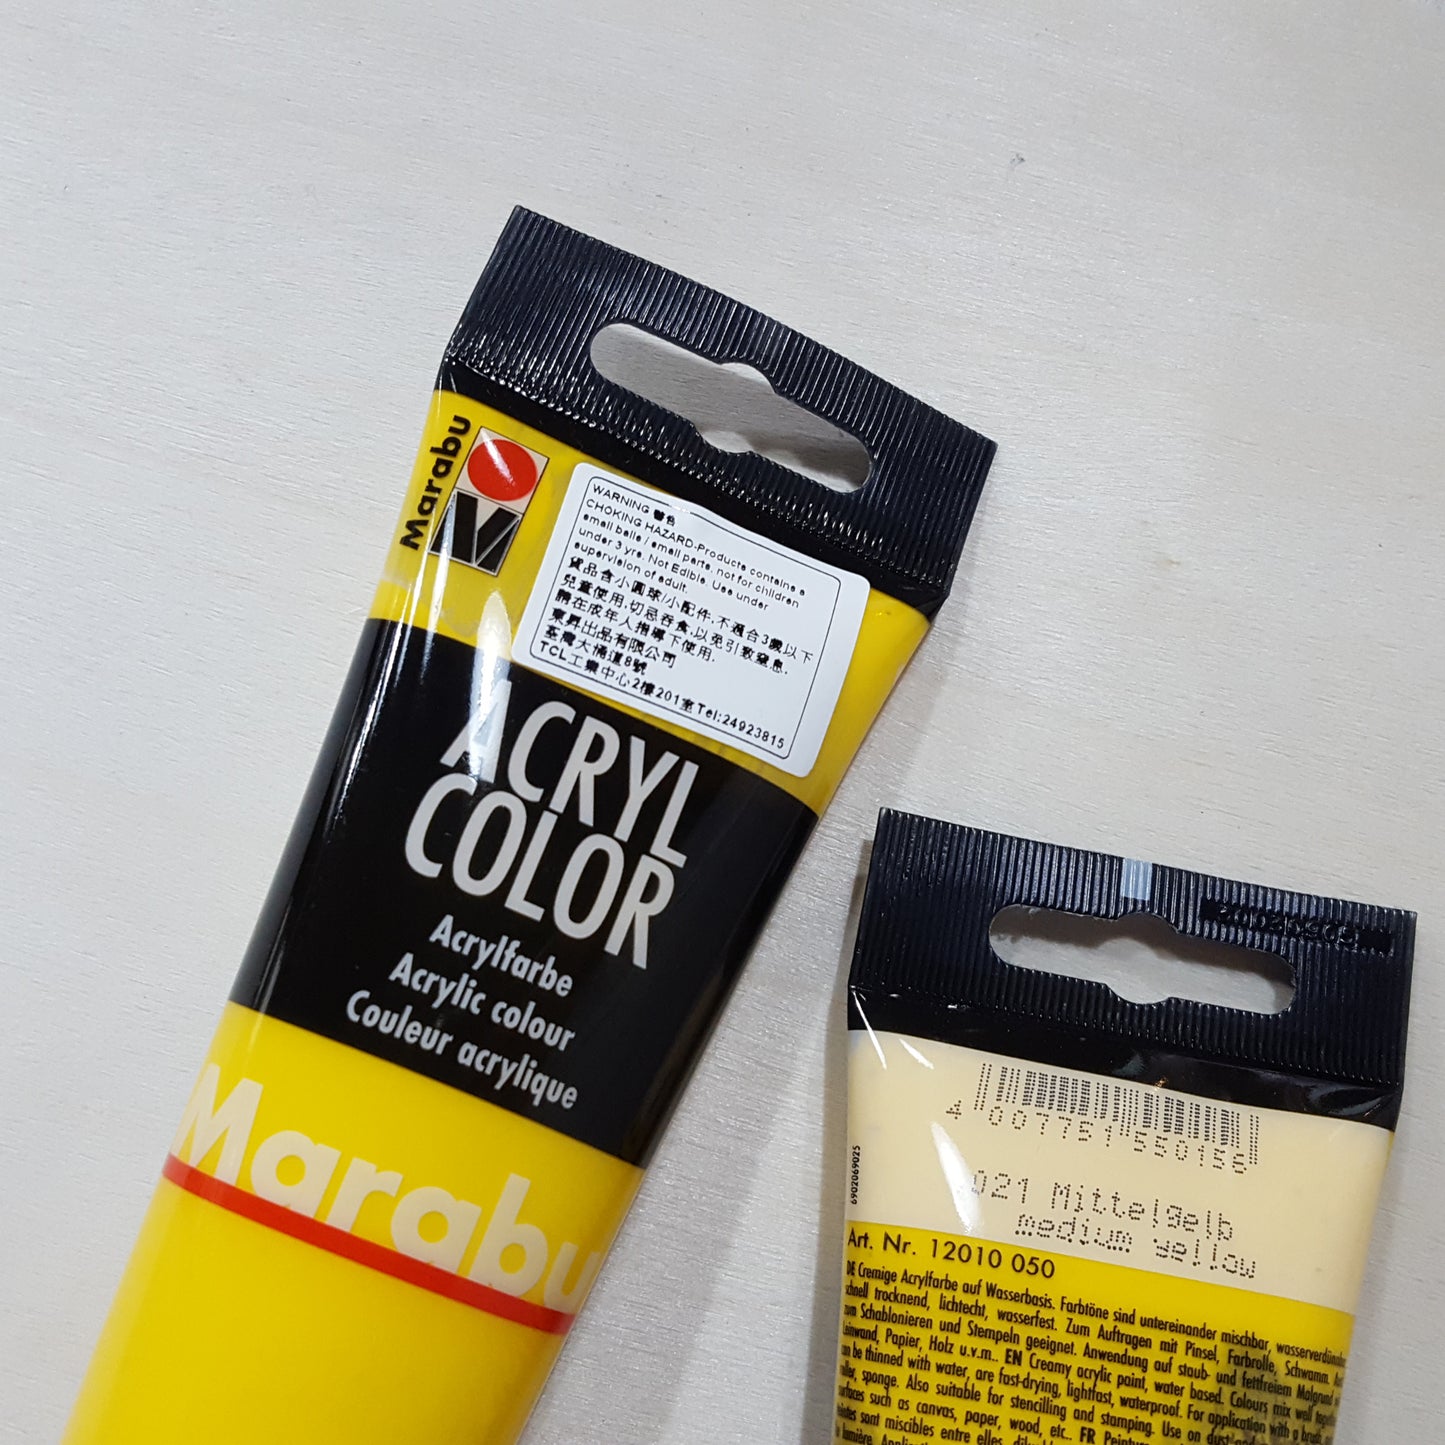 Marabu
WARNING 警告
CHOKING HAZARD-Products contains a
small balls / small parts, not for children
under 3 yrs. Not Edible. Use under
supervision of adult.
貨品含小圓球/小配件,不適合3歲以下
兒童使用,切忌吞食,以免引致窒息.
請在成年人指導下使用.
東昇出品有限公司
荃灣大涌道8號
TCL工業中心2樓201室Tel:24923815
ACRYL
COLOR
Acrylfarbe
Acrylic colour
Couleur acrylique
Marabu
4 007751 550156
6902069025
021 Mittelgelb
medium yellow
Art. Nr. 12010 050
DE Cremige Acrylfarbe auf Wasserbasis. Farbtöne sind untereinander mischbar, wasserverdünnbar
schnell trocknend, lichtecht, wasserfest. Zum Auftragen mit Pinsel, Farbrolle, Schwamm.
zum Schablonieren und Stempeln geeignet. Anwendung auf staub- und fettfreiem Malgrund
Leinwand, Papier, Holz u.v.m.. EN Creamy acrylic paint, water based. Colours mix well
can be thinned with water, are fast-drying, lightfast, waterproof. For application with a brush
roller, sponge. Also suitable for stencilling and stamping. Use on
surfaces such as canvas, paper, wood, etc.. FR Peinture
sont miscibles entre elles,
lumière.